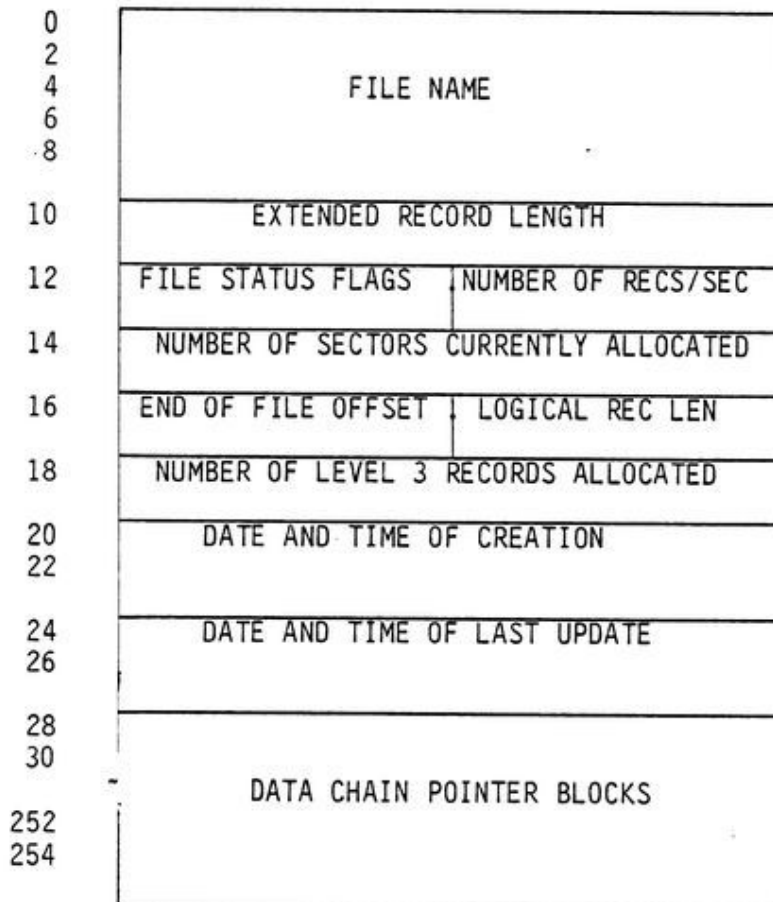 0
2
4 FILE NAME
6
8
10 EXTENDED RECORD LENGTH
12 FILE STATUS FLAGS NUMBER OF RECS/SEC
14 NUMBER OF SECTORS CURRENTLY ALLOCATED
16 END OF FILE OFFSET LOGICAL REC LEN
18 NUMBER OF LEVEL 3 RECORDS ALLOCATED
20 DATE AND TIME OF CREATION
22
24 DATE AND TIME OF LAST UPDATE
26
28
30
DATA CHAIN POINTER BLOCKS
252
254